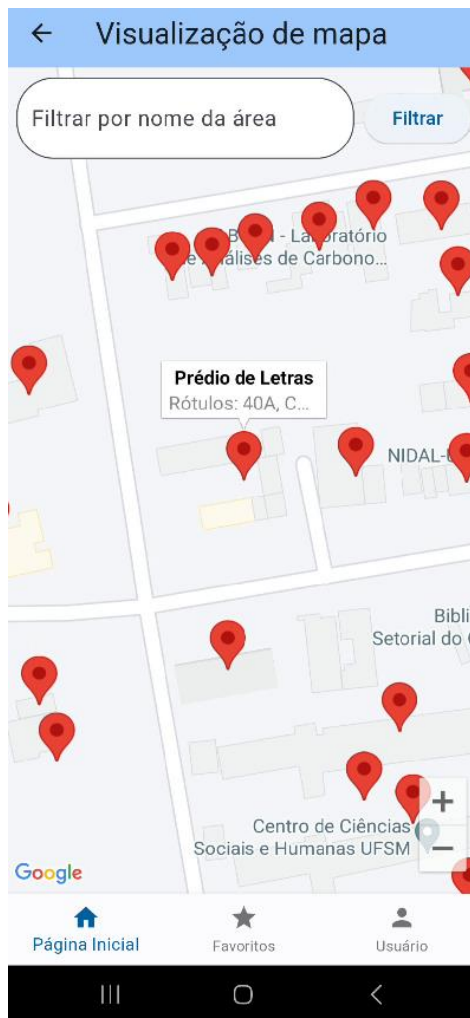 Visualização de mapa
Filtrar por nome da área
Filtrar
Laboratório
de Análises de Carbono...
Prédio de Letras
Rótulos: 40A, C...
NIDAL-
Bibli
Setorial do
Centro de Ciências
Sociais e Humanas UFSM
+
−
Google
Página Inicial
Favoritos
Usuário